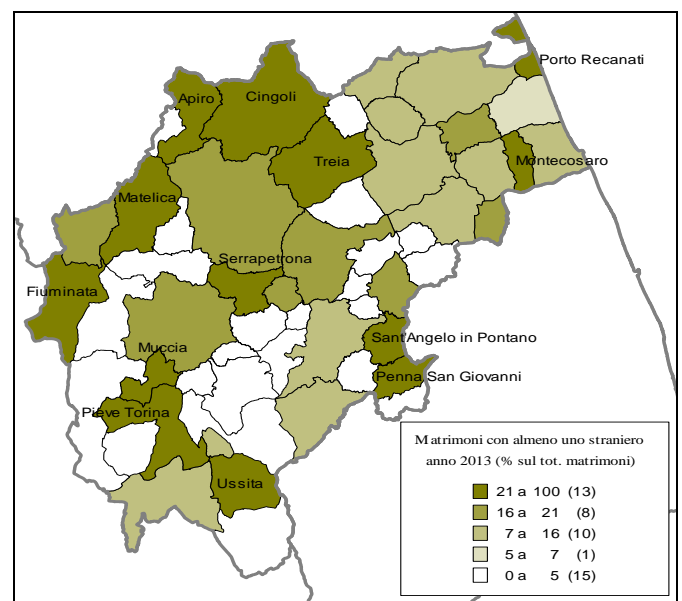 Porto Recanati
Cingoli
Apiro
Treia
Montecosaro
Matelica
Serrapetrona
Fiuminata
Sant'Angelo in Pontano
Muccia
Penna San Giovanni
Pieve Torina
Ussita
Matrimoni con almeno uno straniero
anno 2013 (% sul tot. matrimoni)
21 a 100 (13)
16 a 21 (8)
7 a 16 (10)
5 a 7 (1)
0 a 5 (15)